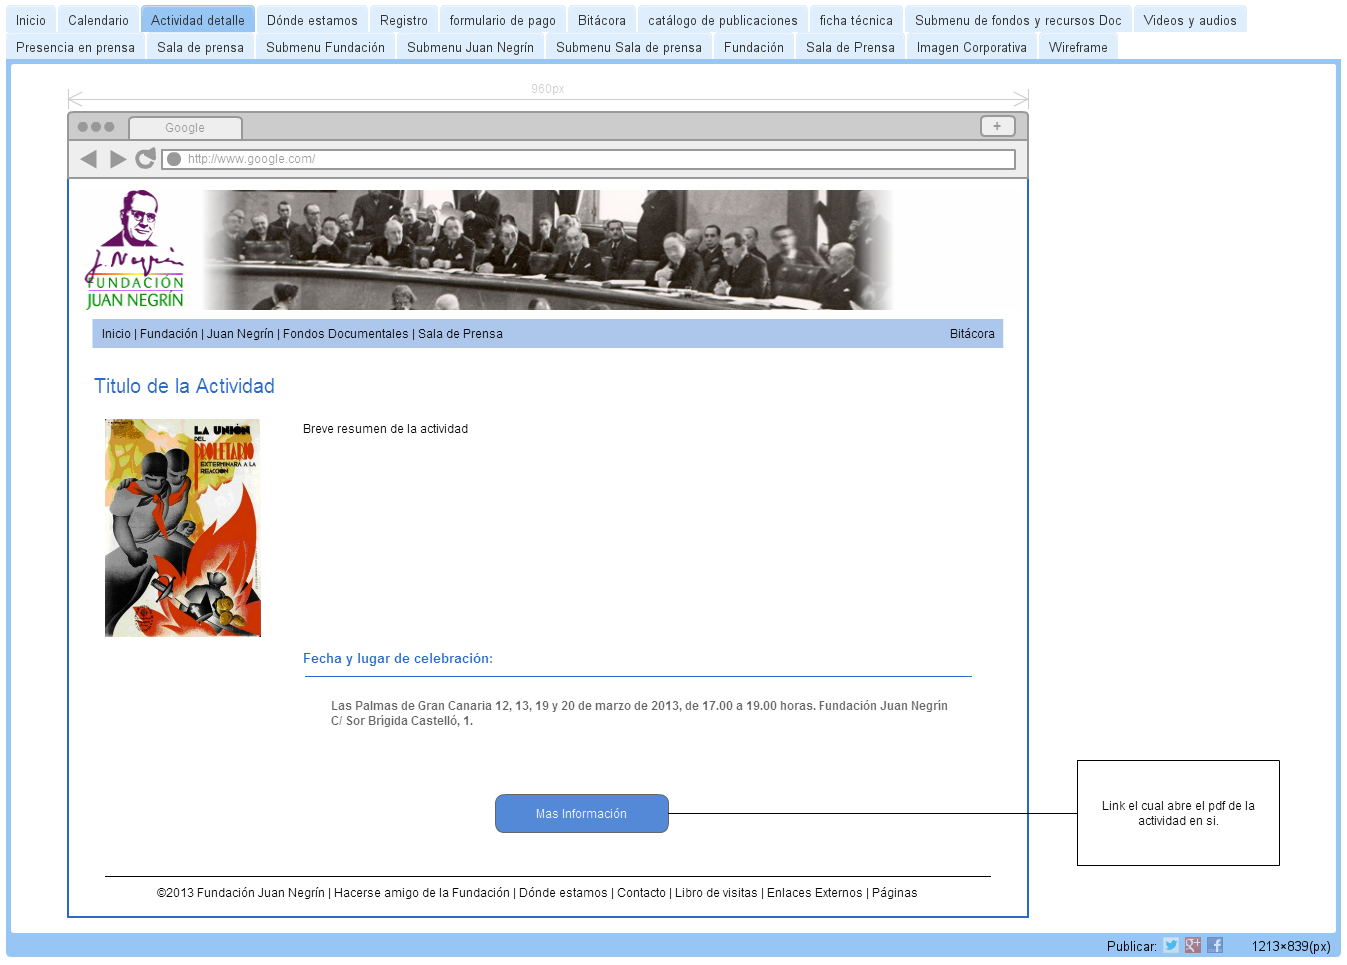 Inicio Calendario Actividad detalle Dónde estamos Registro formulario de pago Bitácora catálogo de publicaciones ficha técnica Submenu de fondos y recursos Doc Videos y audios
Presencia en prensa Sala de prensa Submenu Fundación Submenu Juan Negrín Submenu Sala de prensa Fundación Sala de Prensa Imagen Corporativa Wireframe
960px
Google +
http://www.google.com/
J. Negrín
FUNDACIÓN
JUAN NEGRÍN
Inicio | Fundación | Juan Negrín | Fondos Documentales | Sala de Prensa Bitácora
Titulo de la Actividad
LA UNIÓN
DEL
PROLETARIO
EXTERMINARÁ A LA
REACCIÓN
Breve resumen de la actividad
Fecha y lugar de celebración:
Las Palmas de Gran Canaria 12, 13, 19 y 20 de marzo de 2013, de 17.00 a 19.00 horas. Fundación Juan Negrín
C/ Sor Brígida Castelló, 1.
Mas Información
Link el cual abre el pdf de la
actividad en si.
©2013 Fundación Juan Negrín | Hacerse amigo de la Fundación | Dónde estamos | Contacto | Libro de visitas | Enlaces Externos | Páginas
Publicar: 1213×839(px)